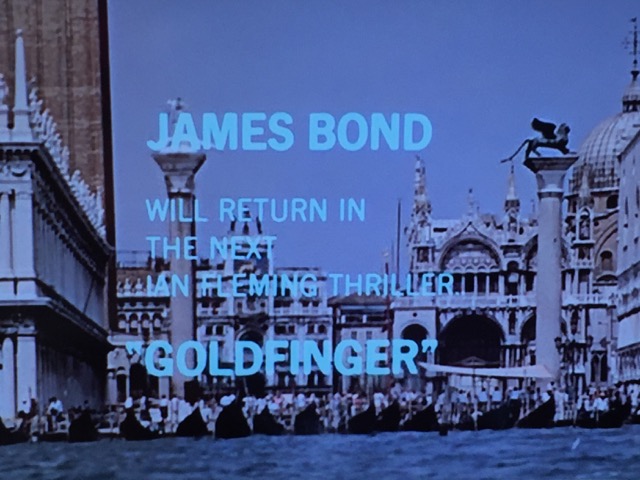 JAMES BOND
WILL RETURN IN
THE NEXT
IAN FLEMING THRILLER
"GOLDFINGER"